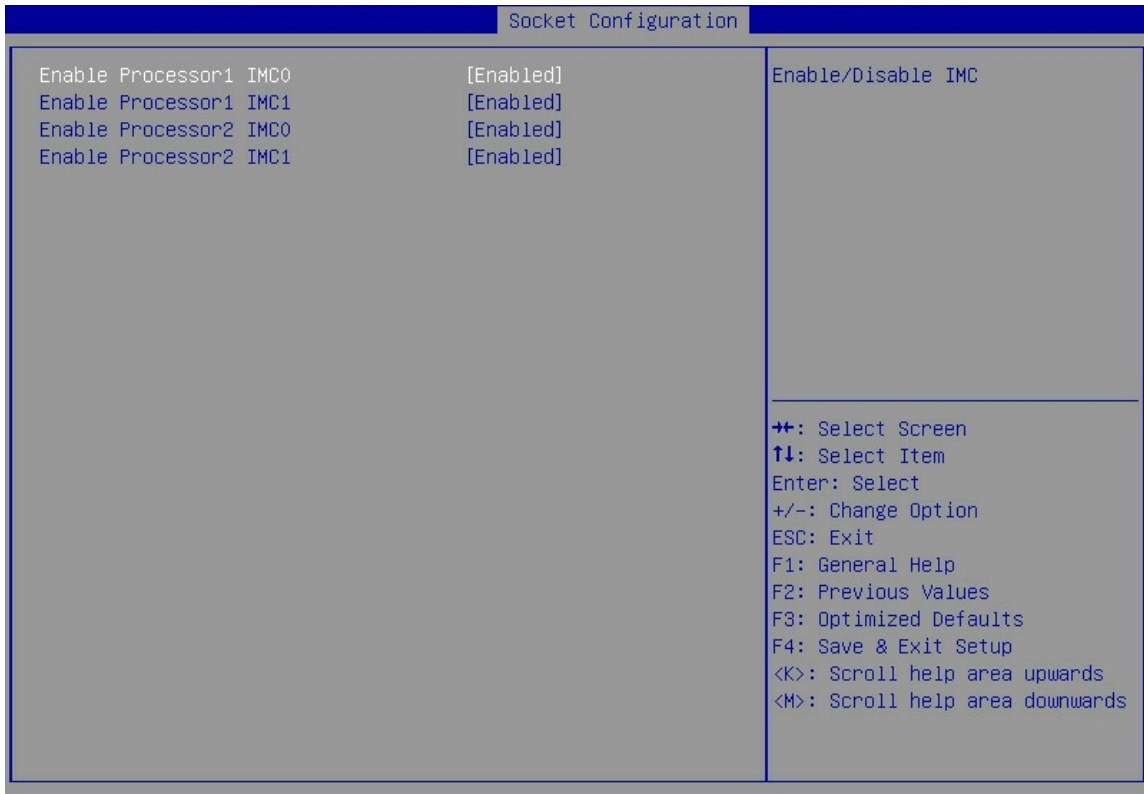 Socket Configuration
Enable Processor1 IMC0 [Enabled]
Enable Processor1 IMC1 [Enabled]
Enable Processor2 IMC0 [Enabled]
Enable Processor2 IMC1 [Enabled]
Enable/Disable IMC
→←: Select Screen
↑↓: Select Item
Enter: Select
+/-: Change Option
ESC: Exit
F1: General Help
F2: Previous Values
F3: Optimized Defaults
F4: Save & Exit Setup
<K>: Scroll help area upwards
<M>: Scroll help area downwards